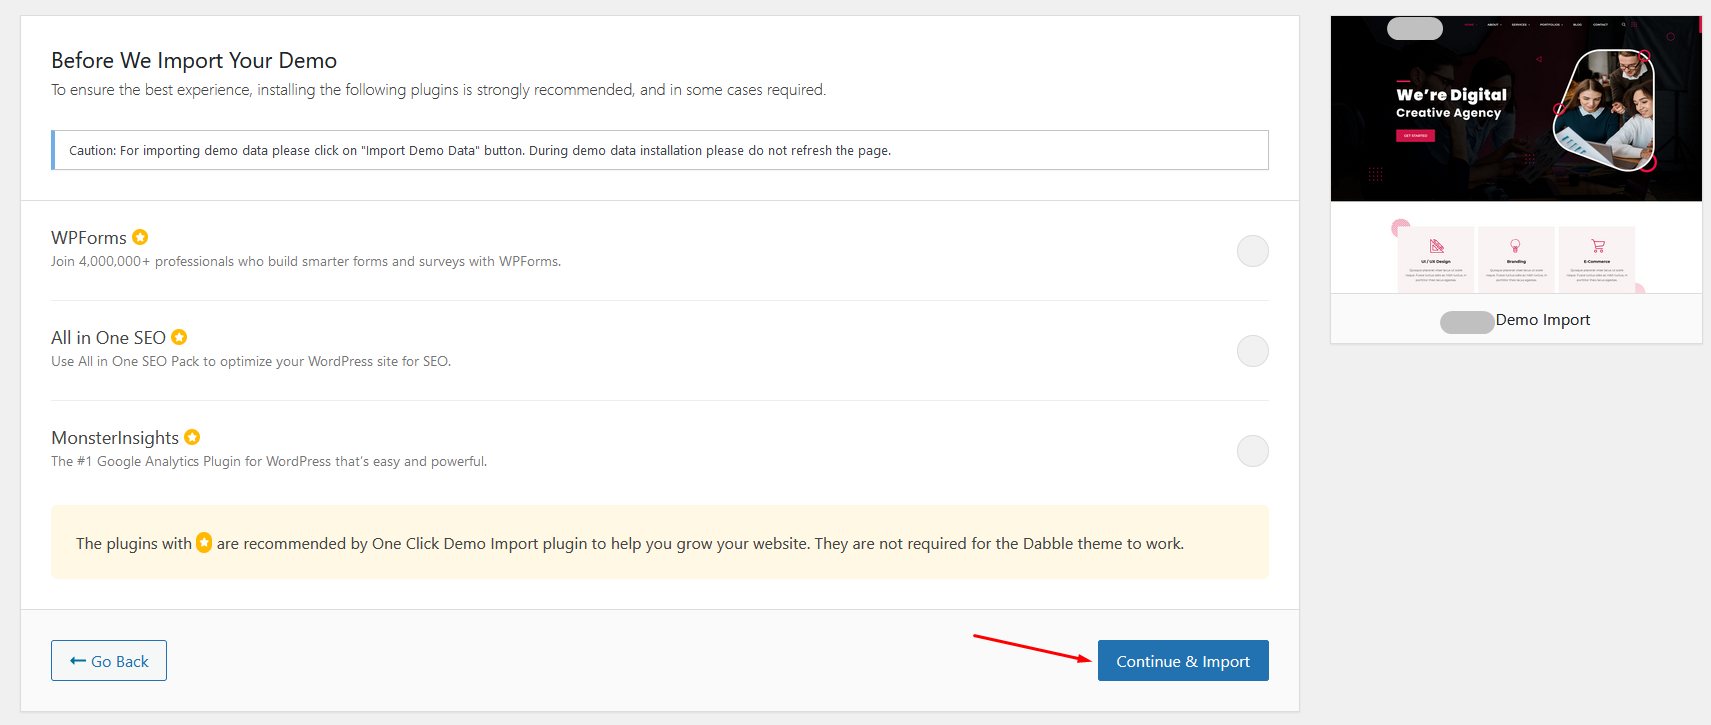 Before We Import Your Demo
To ensure the best experience, installing the following plugins is strongly recommended, and in some cases required.
Caution: For importing demo data please click on "Import Demo Data" button. During demo data installation please do not refresh the page.
WPForms
Join 4,000,000+ professionals who build smarter forms and surveys with WPForms.
All in One SEO
Use All in One SEO Pack to optimize your WordPress site for SEO.
MonsterInsights
The #1 Google Analytics Plugin for WordPress that's easy and powerful.
The plugins with are recommended by One Click Demo Import plugin to help you grow your website. They are not required for the Dabble theme to work.
Go Back
Continue & Import
HOME ABOUT SERVICES PORTFOLIOS BLOG CONTACT
We're Digital
Creative Agency
GET STARTED
UI / UX Design
Branding
E-Commerce
Demo Import